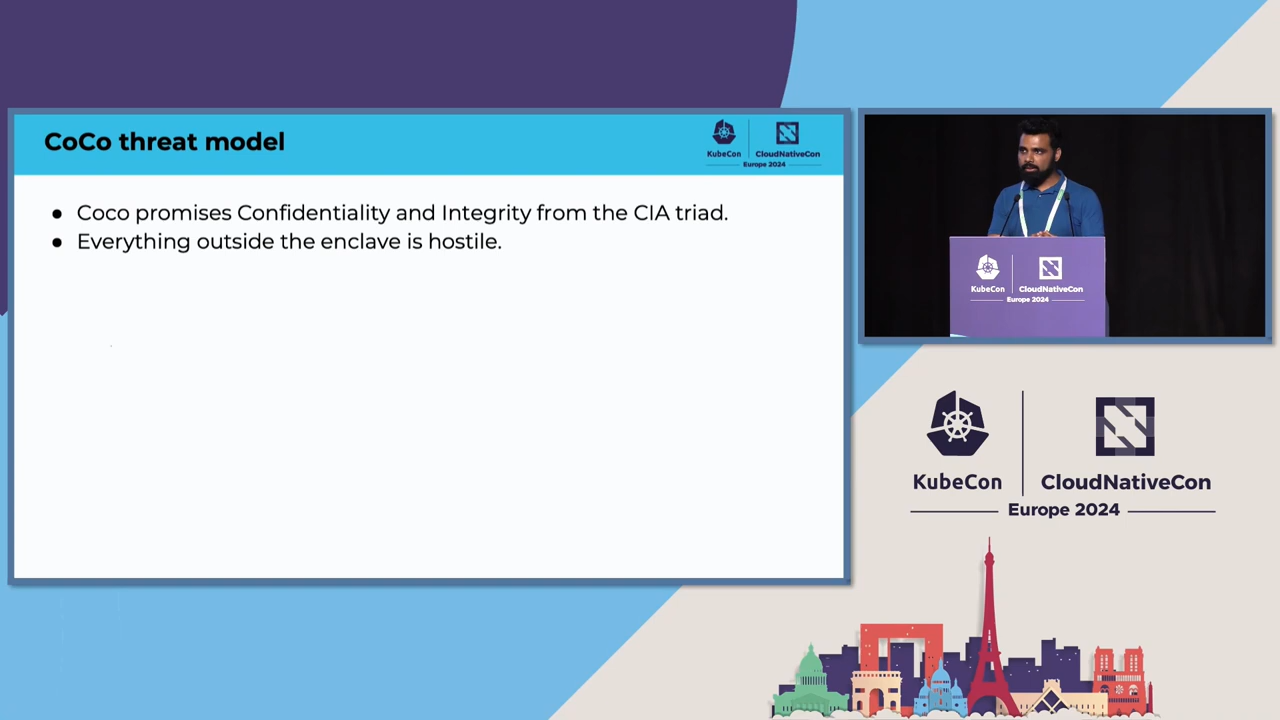 CoCo threat model
KubeCon
CloudNativeCon
Europe 2024
● Coco promises Confidentiality and Integrity from the CIA triad.
● Everything outside the enclave is hostile.
KubeCon
CloudNativeCon
Europe 2024
KubeCon
CloudNativeCon
Europe 2024